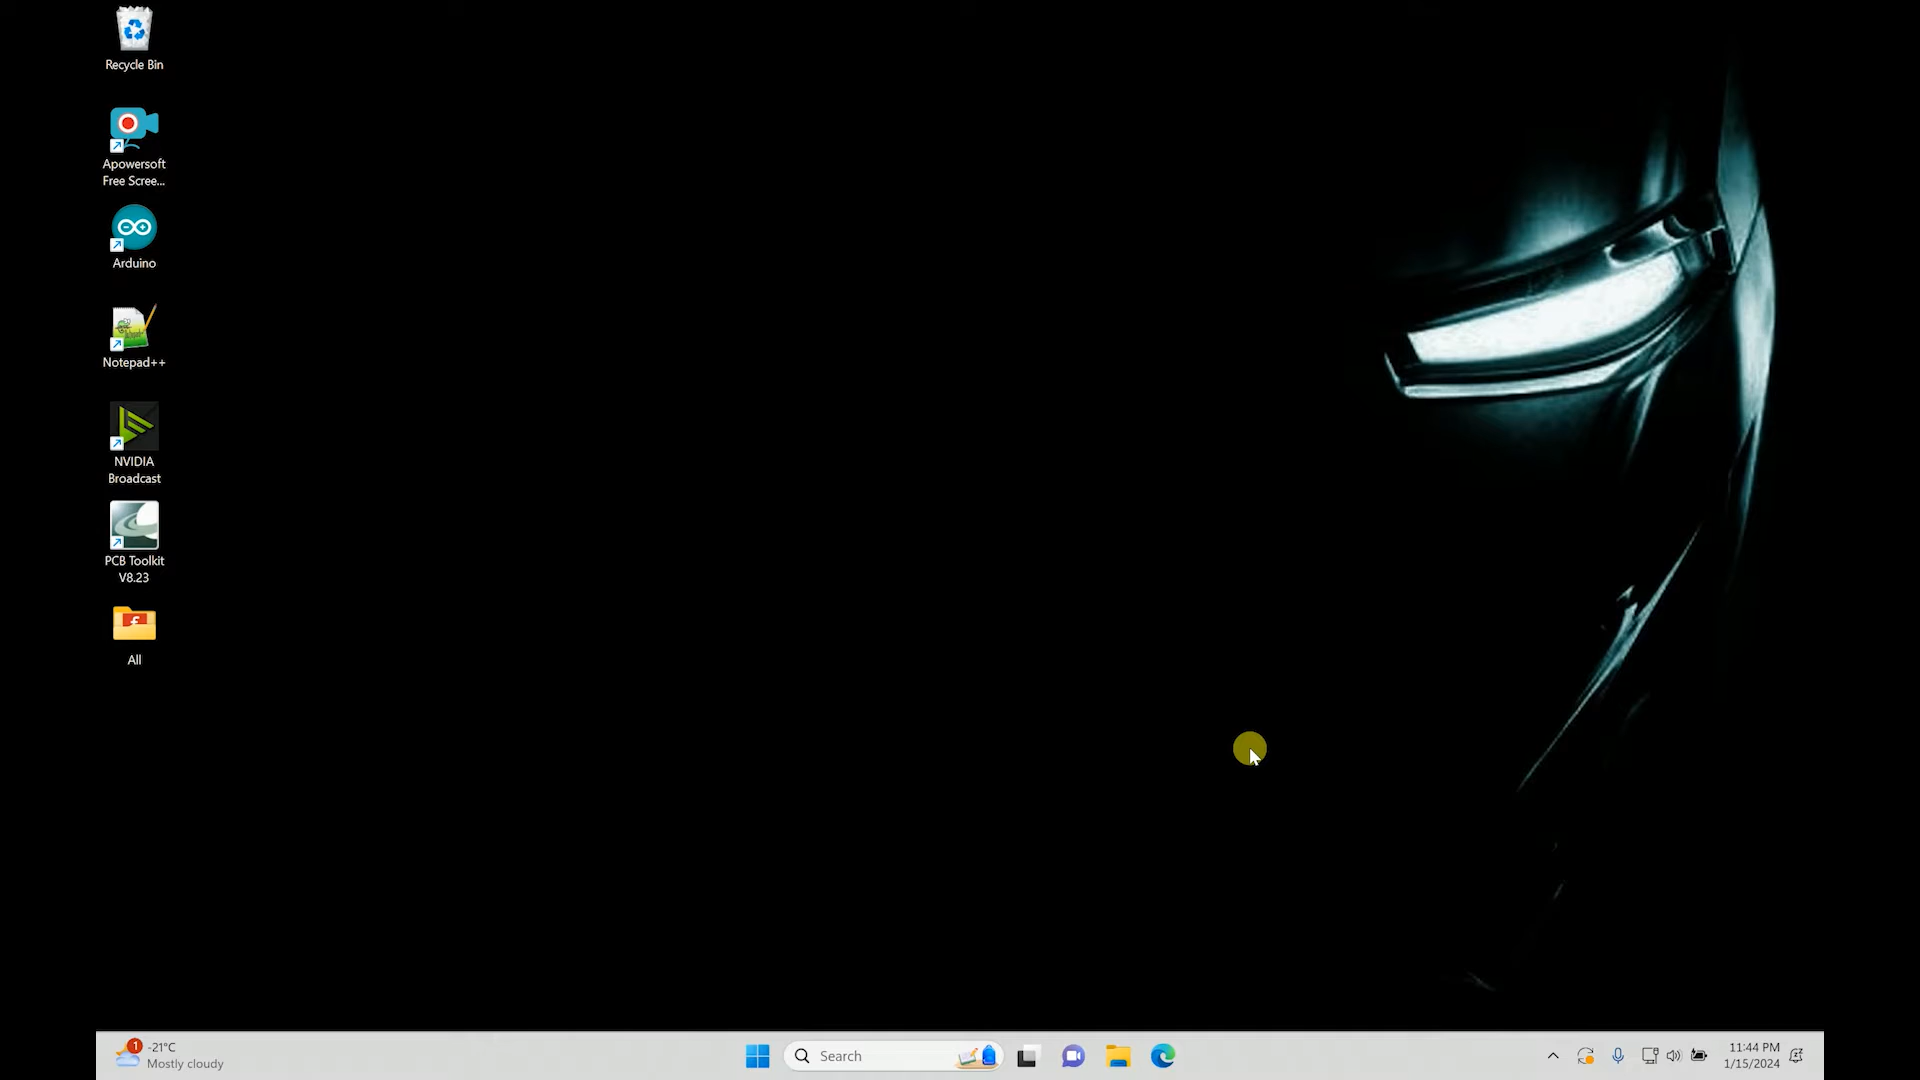 Recycle Bin
Apowersoft
Free Scree...
Arduino
Notepad++
NVIDIA
Broadcast
PCB Toolkit
V8.23
All
1
-21°C
Mostly cloudy
Search
11:44 PM
1/15/2024